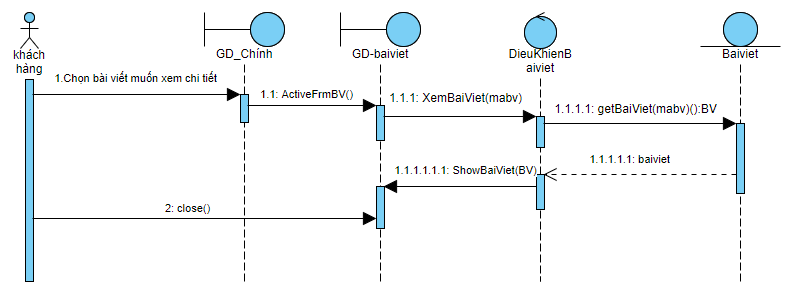 khách
hàng
GD_Chính
GD-baiviet
DieuKhienB
aiviet
Baiviet
1.Chọn bài viết muốn xem chi tiết
1.1: ActiveFrmBV()
1.1.1: XemBaiViet(mabv)
1.1.1.1: getBaiViet(mabv)():BV
1.1.1.1.1: baiviet
1.1.1.1.1.1: ShowBaiViet(BV)
2: close()